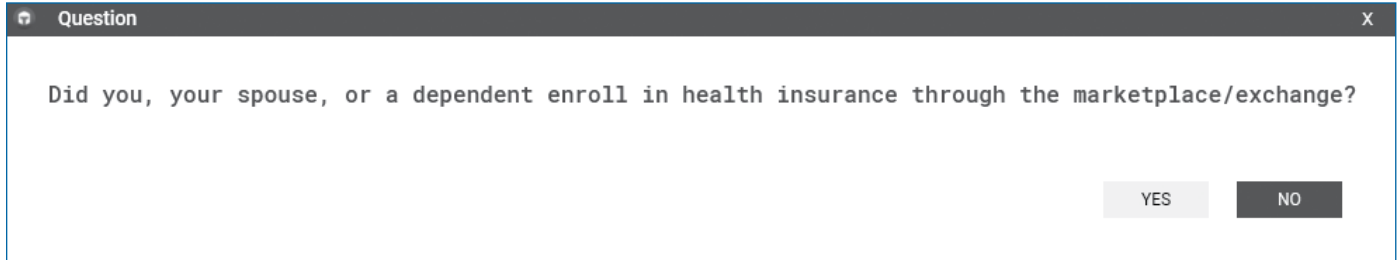 Question X
Did you, your spouse, or a dependent enroll in health insurance through the marketplace/exchange?
YES NO